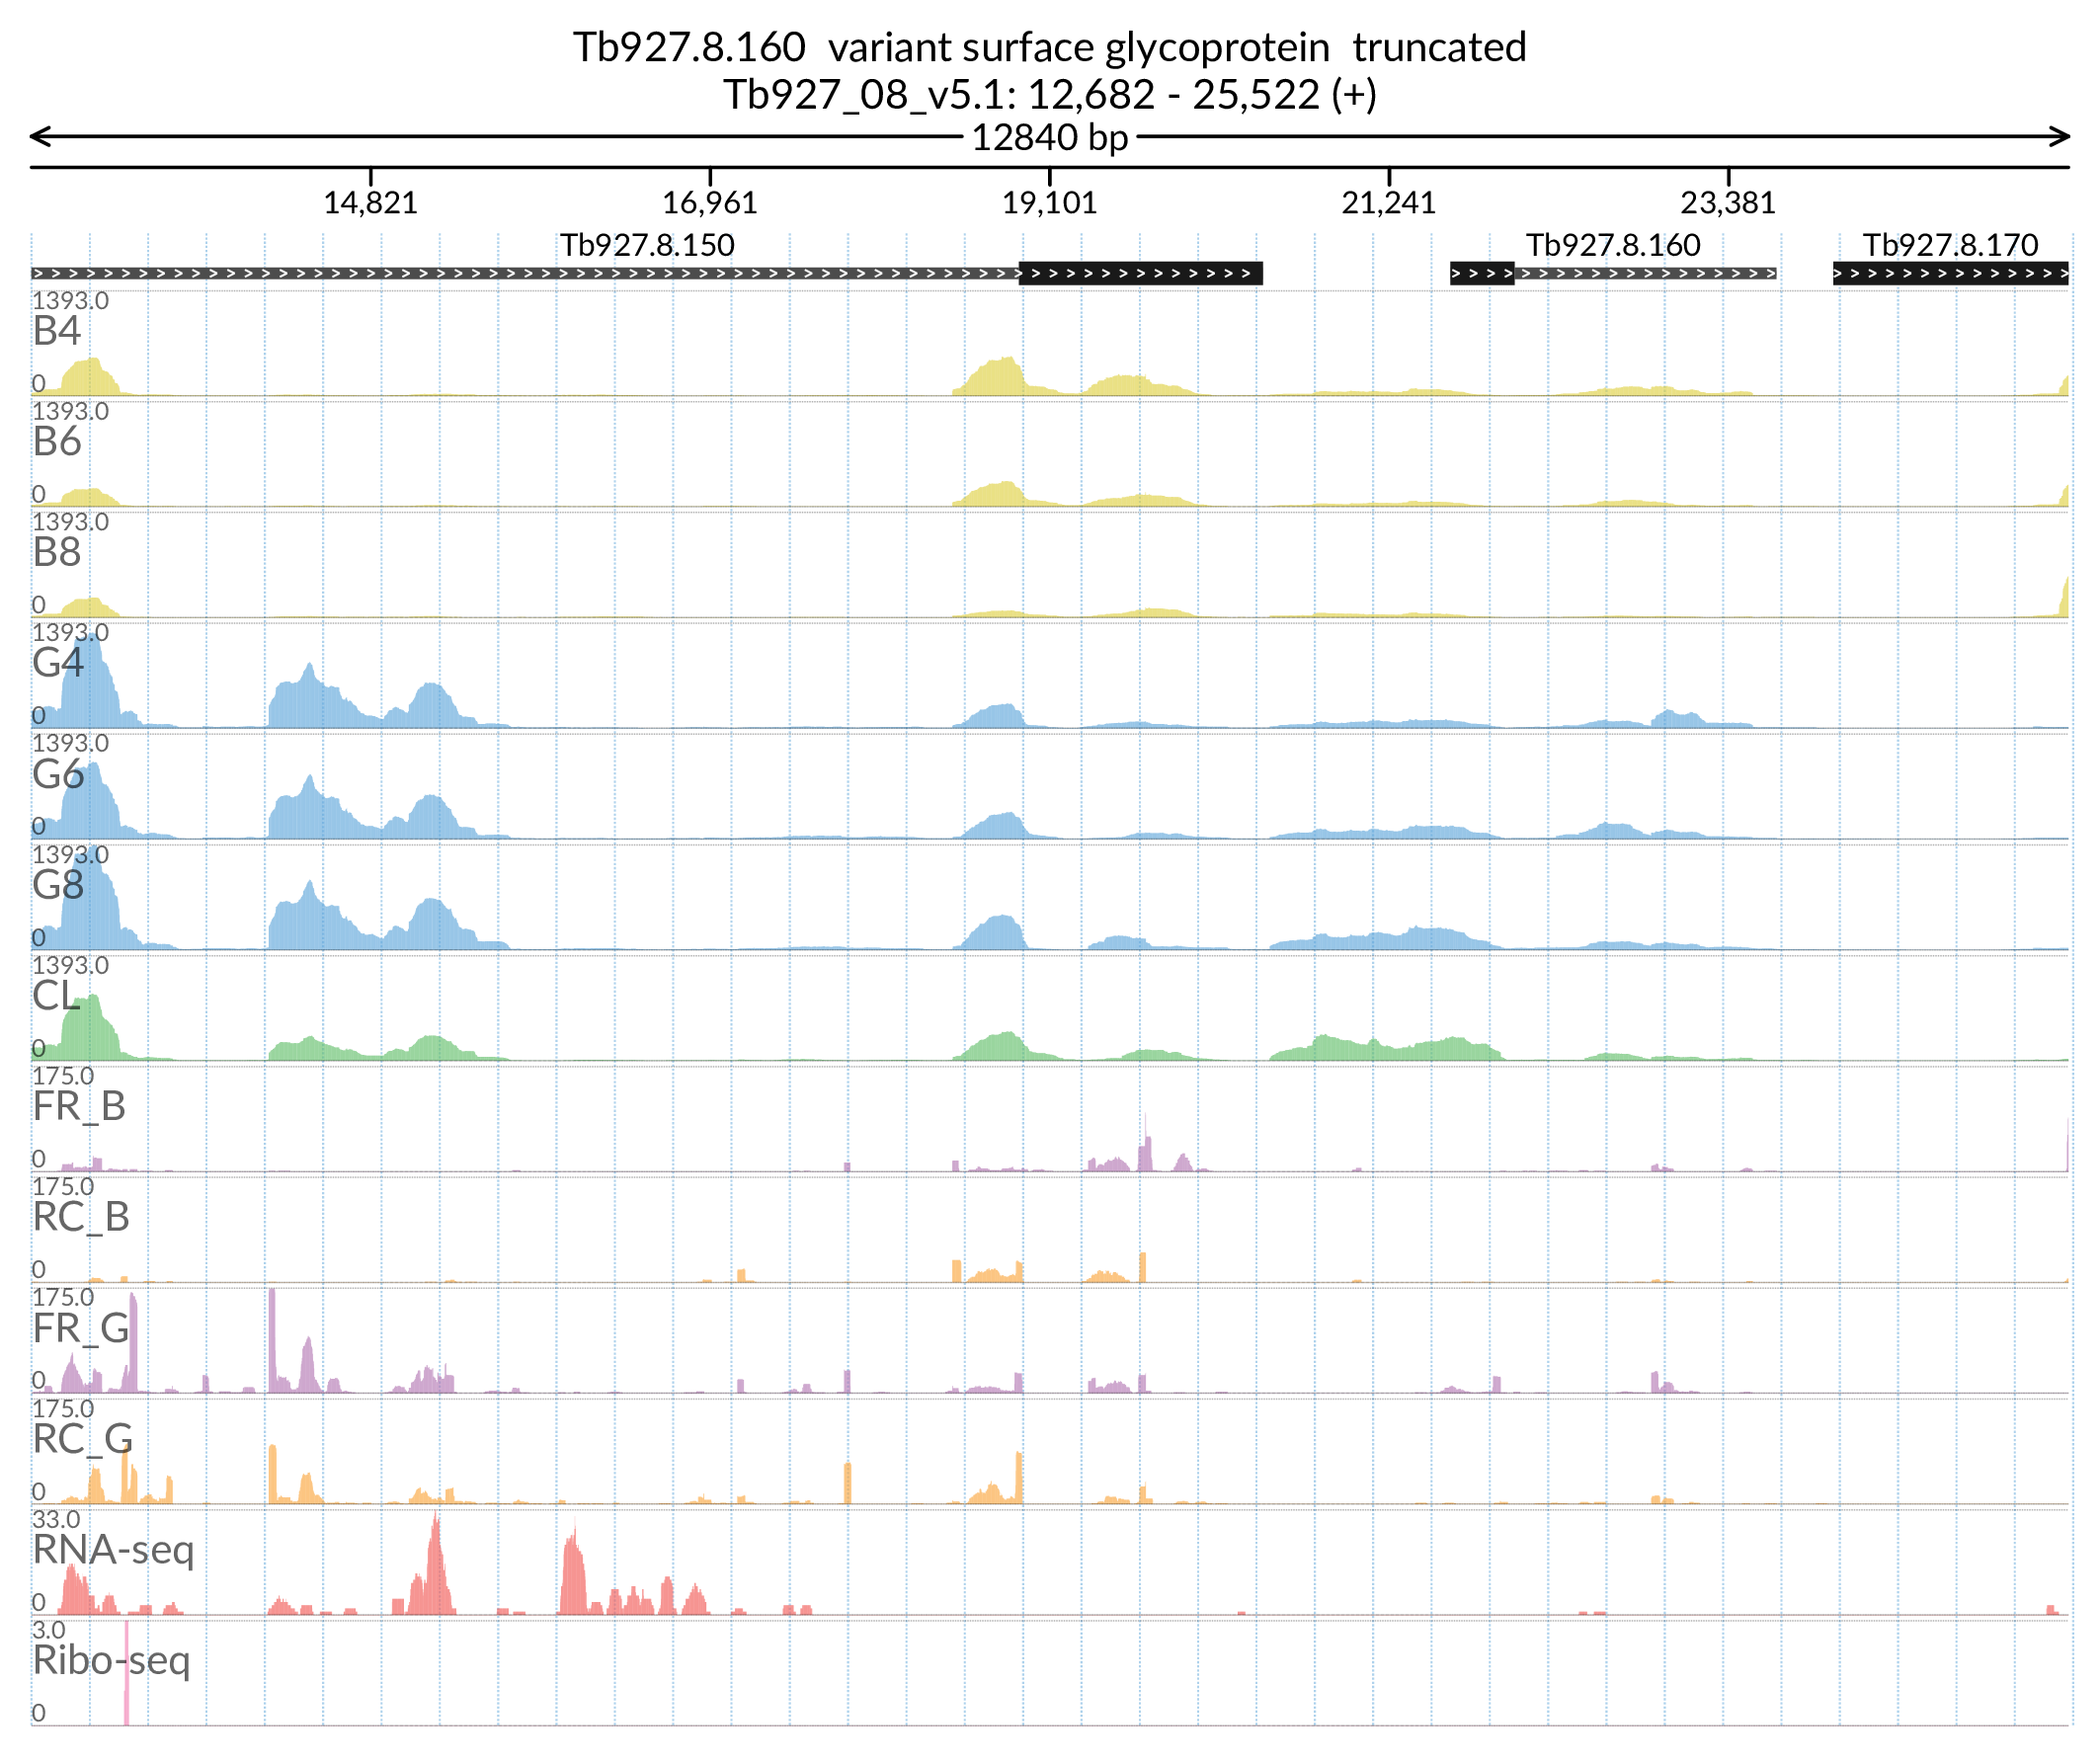 Tb927.8.160 variant surface glycoprotein truncated
Tb927_08_v5.1: 12,682 - 25,522 (+)
12840 bp
14,821 16,961 19,101 21,241 23,381
Tb927.8.150 Tb927.8.160 Tb927.8.170
1393.0
B4
0
1393.0
B6
0
1393.0
B8
0
1393.0
G4
0
1393.0
G6
0
1393.0
G8
0
1393.0
CL
0
175.0
FR_B
0
175.0
RC_B
0
175.0
FR_G
0
175.0
RC_G
0
33.0
RNA-seq
0
3.0
Ribo-seq
0